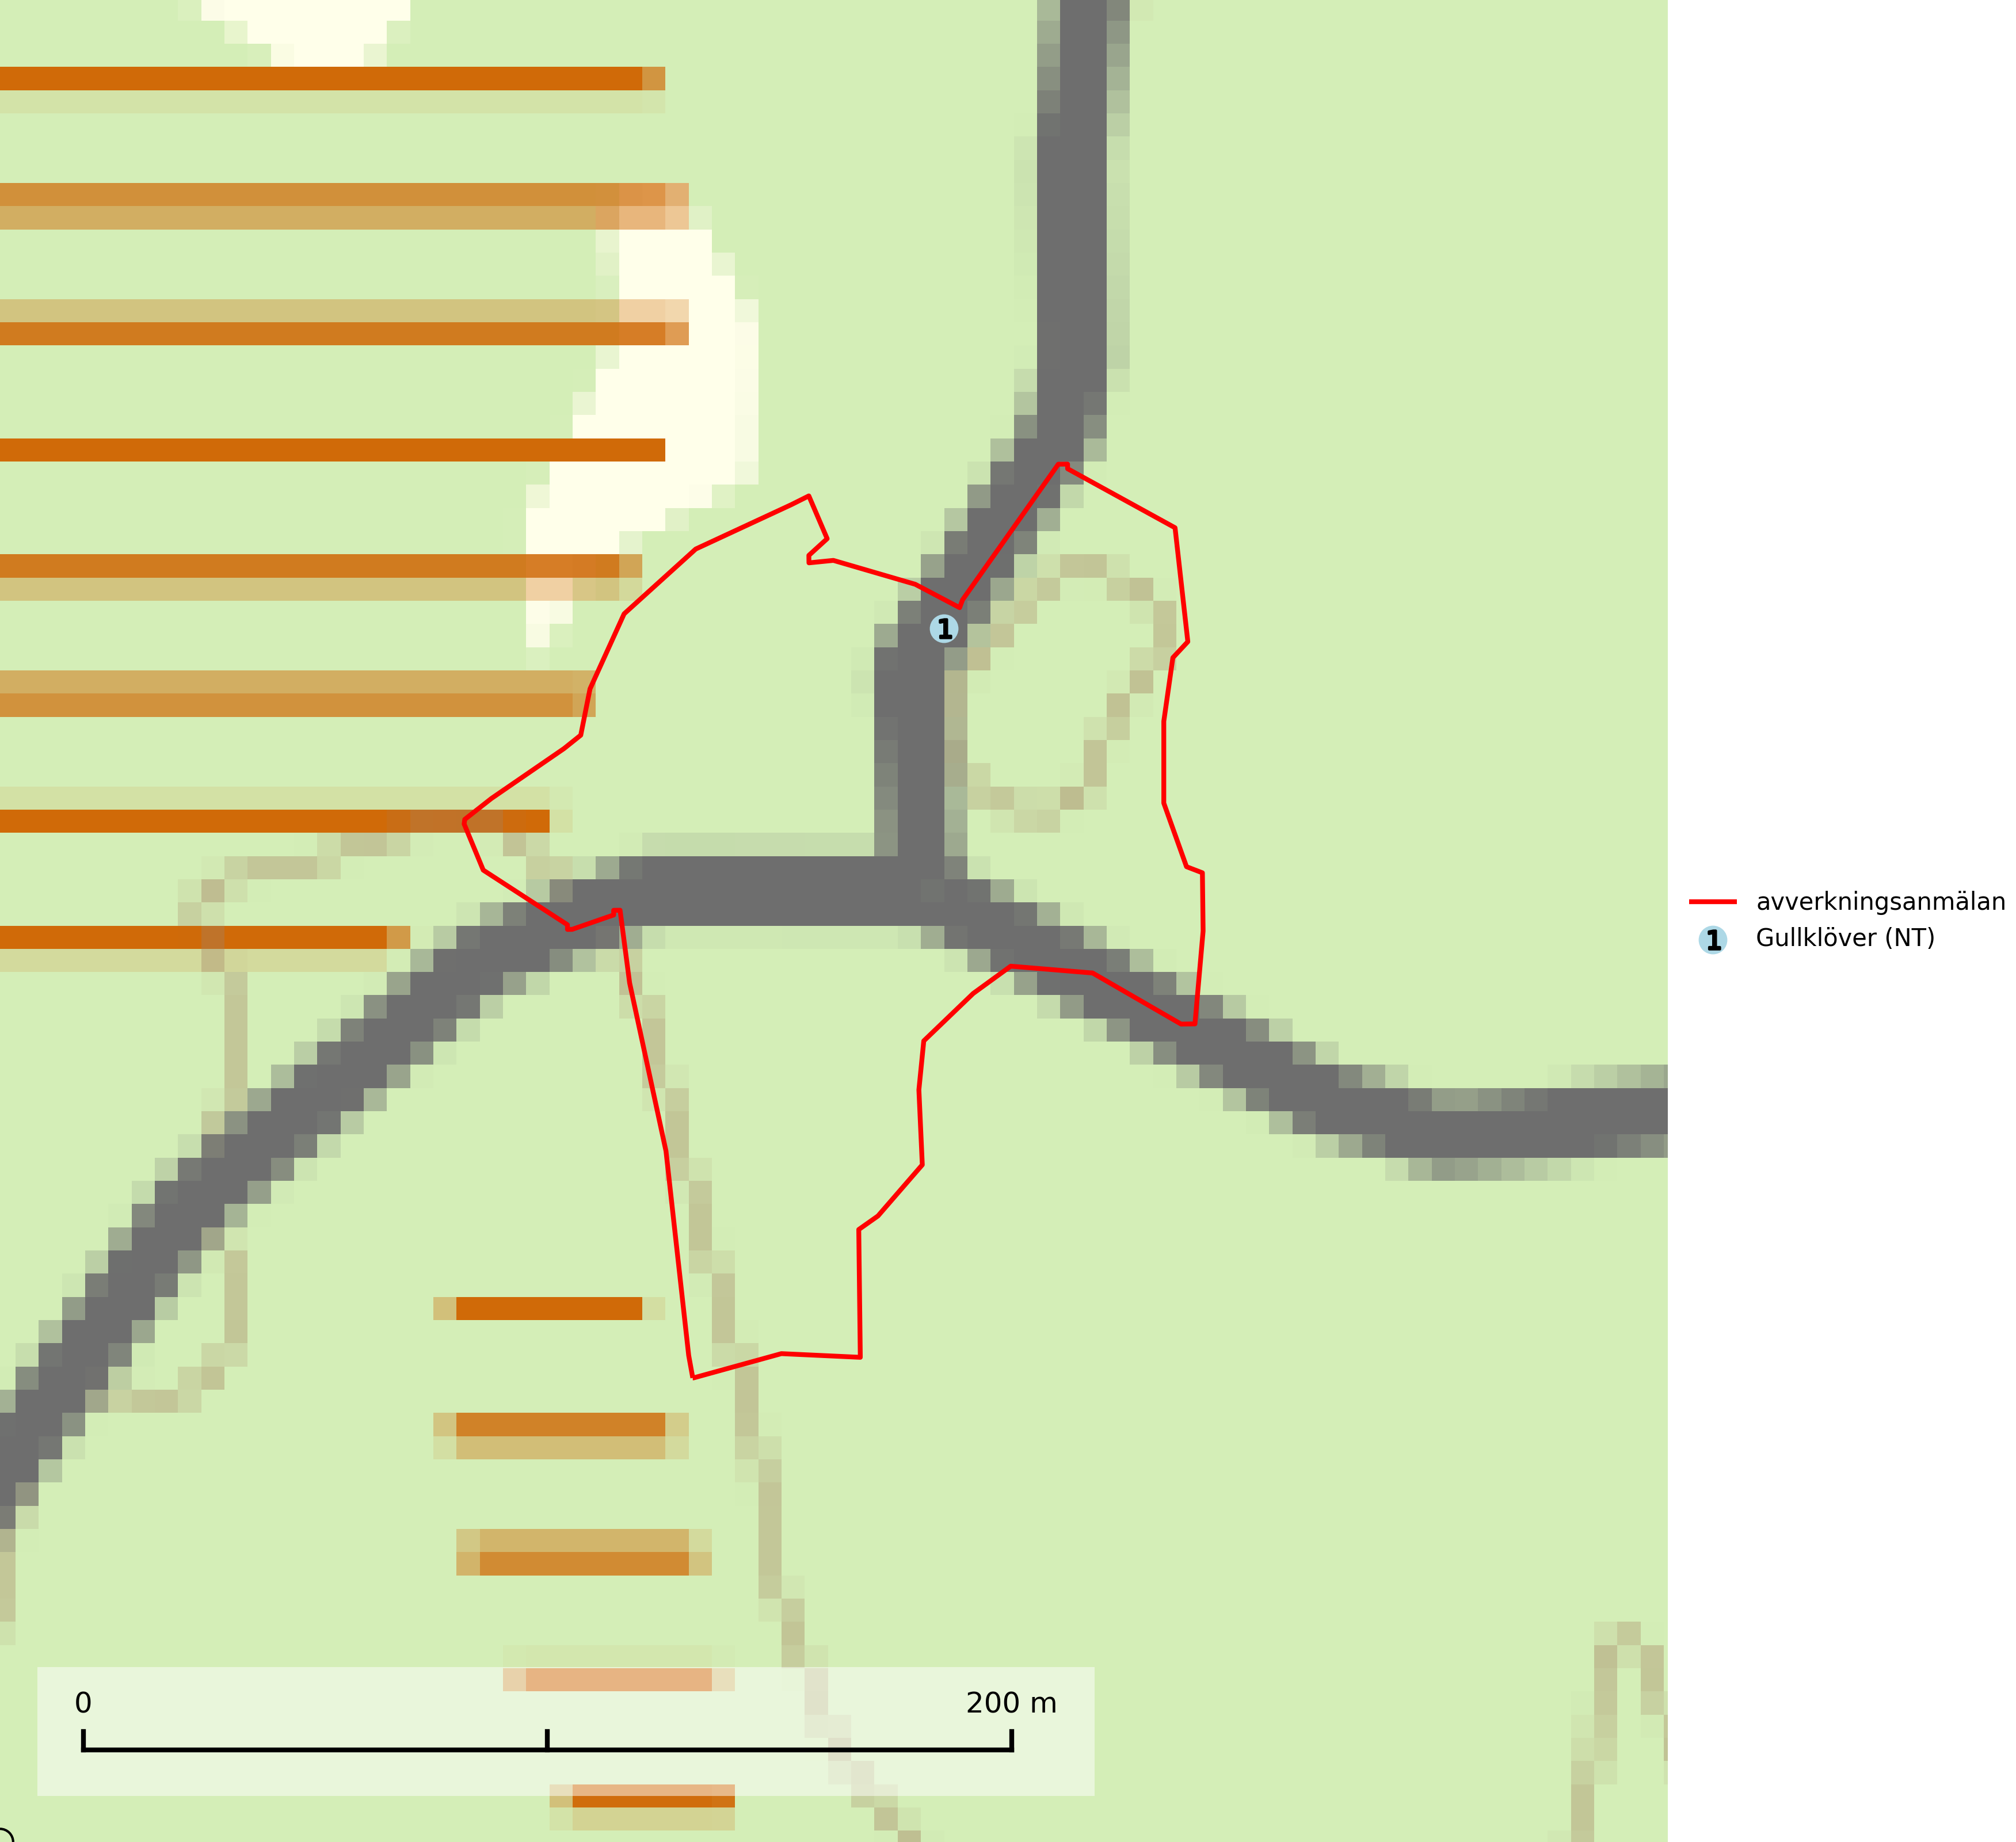 1
avverkningsanmälan
1 Gullklöver (NT)
0 200 m